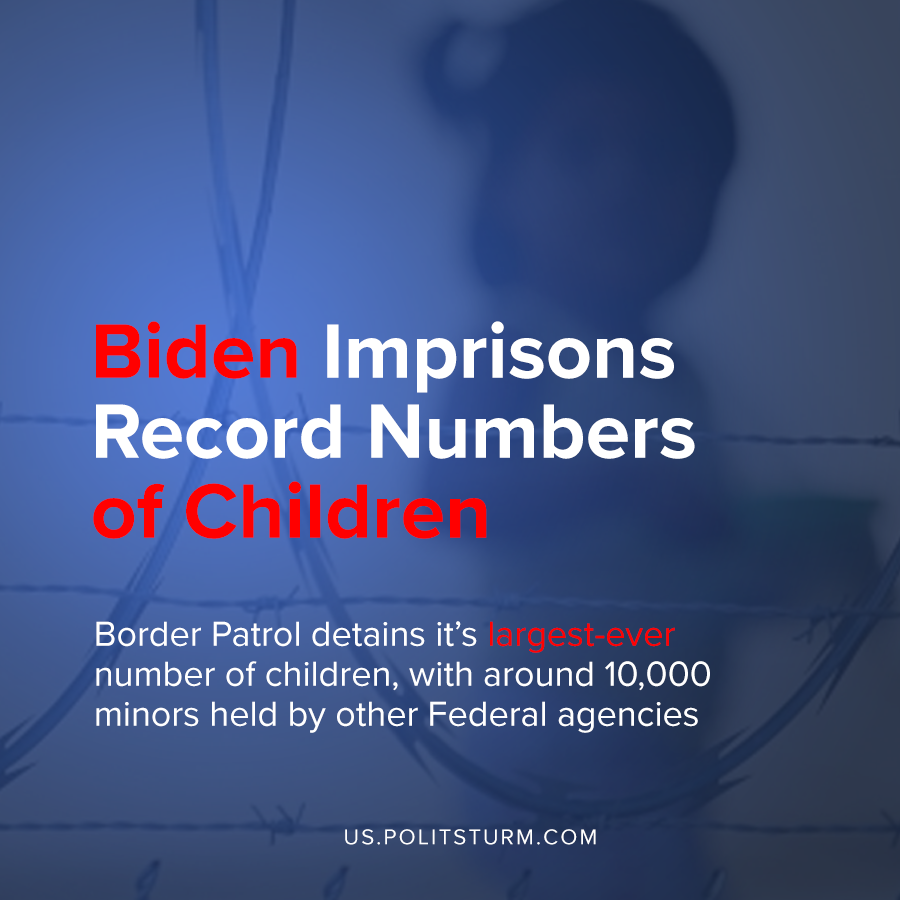 Biden Imprisons
Record Numbers
of Children
Border Patrol detains it’s largest-ever
number of children, with around 10,000
minors held by other Federal agencies
US.POLITSTURM.COM